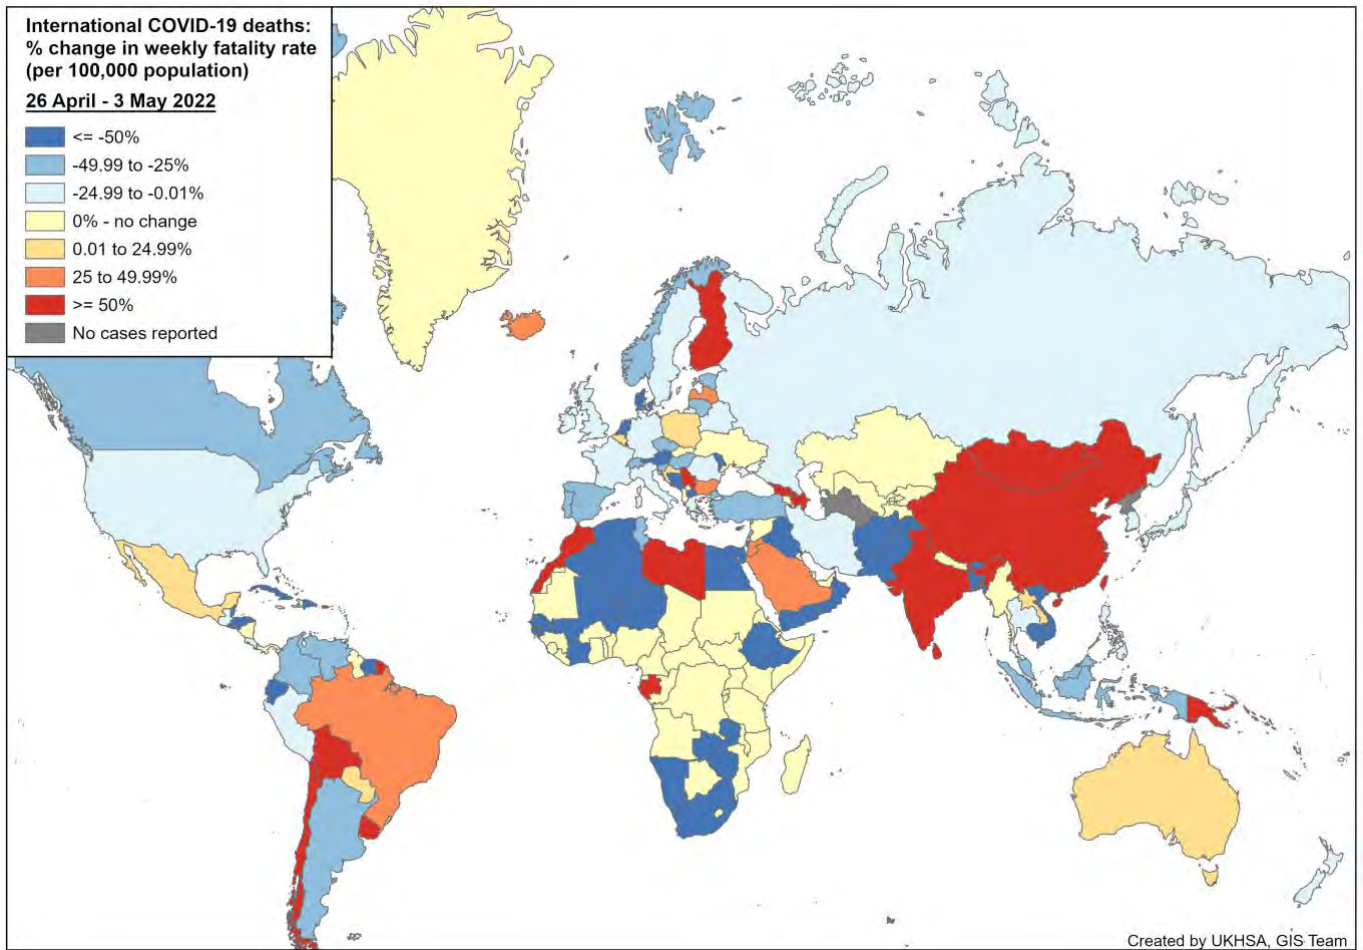 International COVID-19 deaths:
% change in weekly fatality rate
(per 100,000 population)
26 April - 3 May 2022
<= -50%
-49.99 to -25%
-24.99 to -0.01%
0% - no change
0.01 to 24.99%
25 to 49.99%
>= 50%
No cases reported
Created by UKHSA, GIS Team